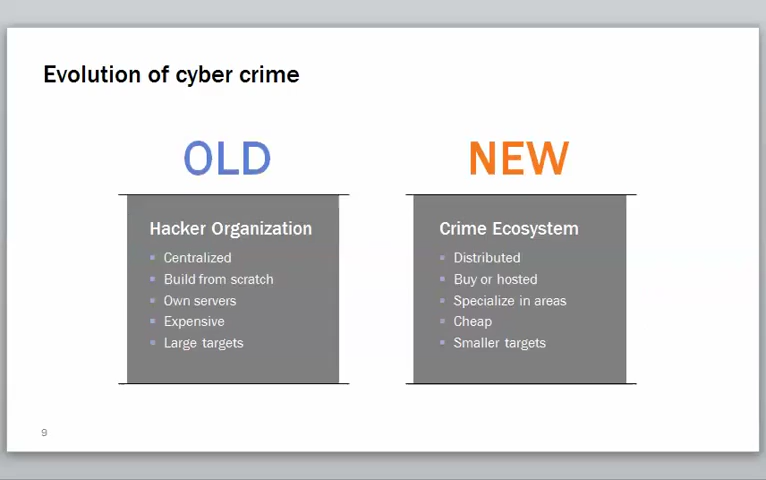 Evolution of cyber crime
OLD
Hacker Organization
Centralized
Build from scratch
Own servers
Expensive
Large targets
NEW
Crime Ecosystem
Distributed
Buy or hosted
Specialize in areas
Cheap
Smaller targets
9